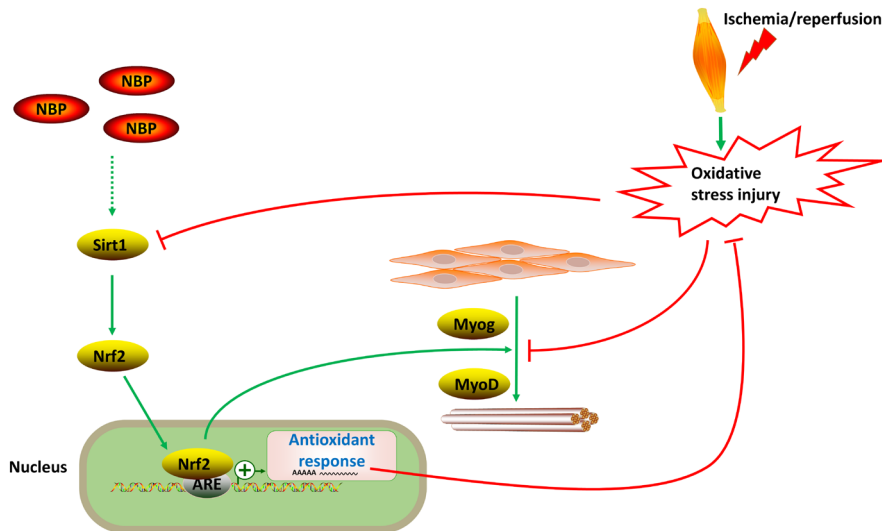 Ischemia/reperfusion
NBP
NBP
NBP
Oxidative
stress injury
Sirt1
Myog
Nrf2
MyoD
Nucleus
Nrf2
ARE
+
Antioxidant
response
AAAAA